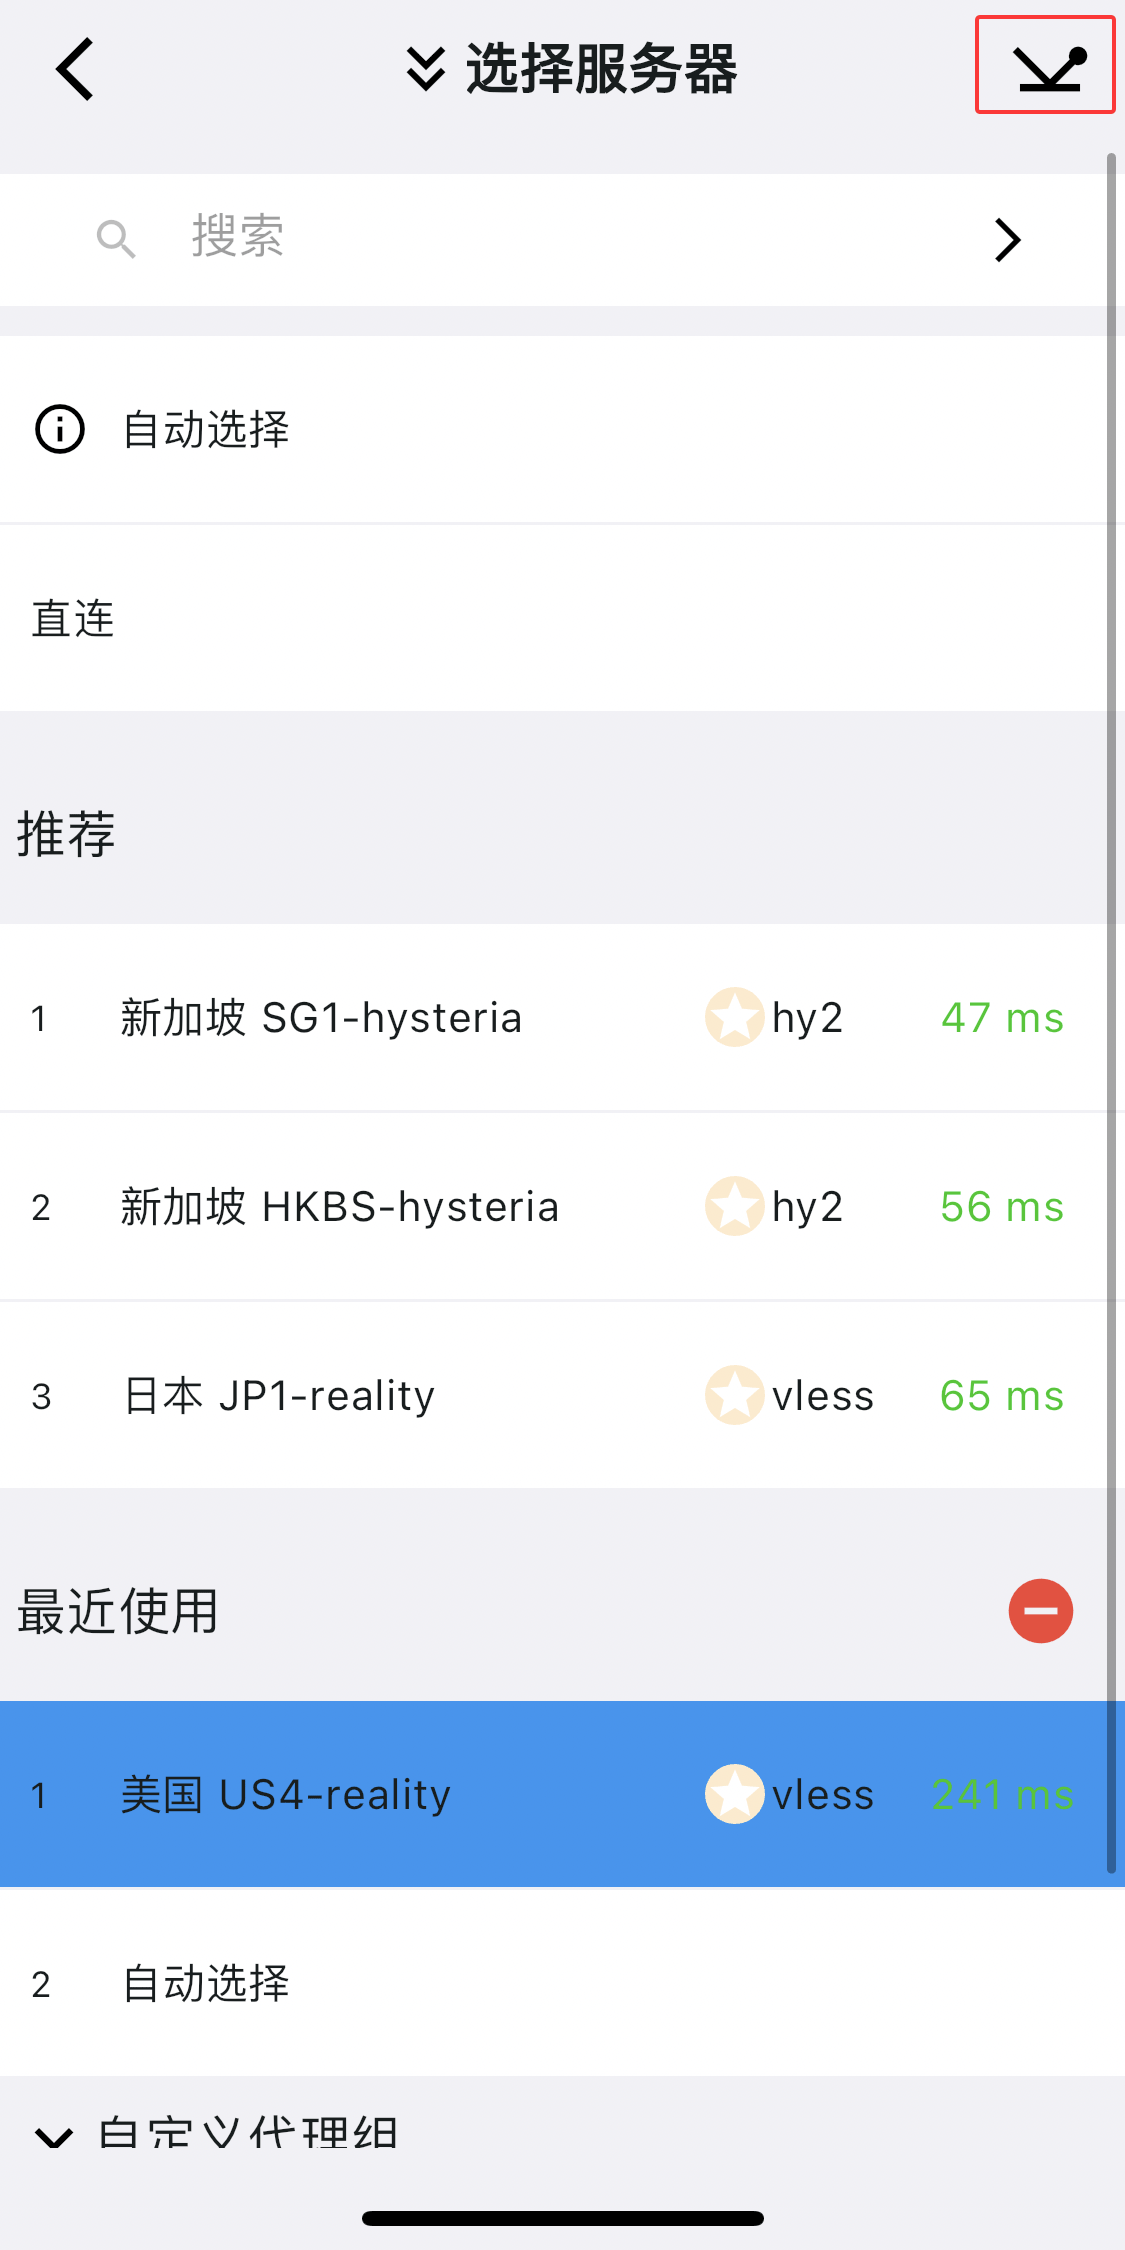 选择服务器
搜索
自动选择
直连
推荐
1 新加坡 SG1-hysteria hy2 47 ms
2 新加坡 HKBS-hysteria hy2 56 ms
3 日本 JP1-reality vless 65 ms
最近使用
1 美国 US4-reality vless 241 ms
2 自动选择
自定义代理组